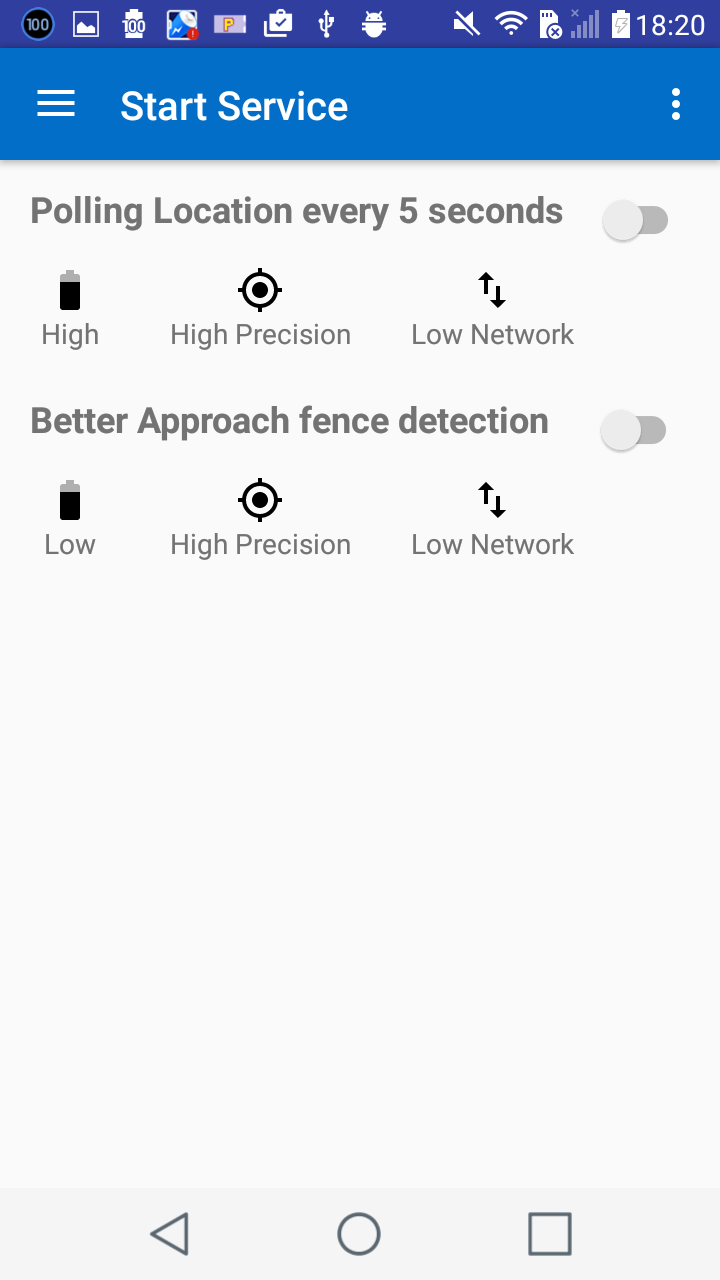 100 100 P 18:20
Start Service
Polling Location every 5 seconds
High High Precision Low Network
Better Approach fence detection
Low High Precision Low Network